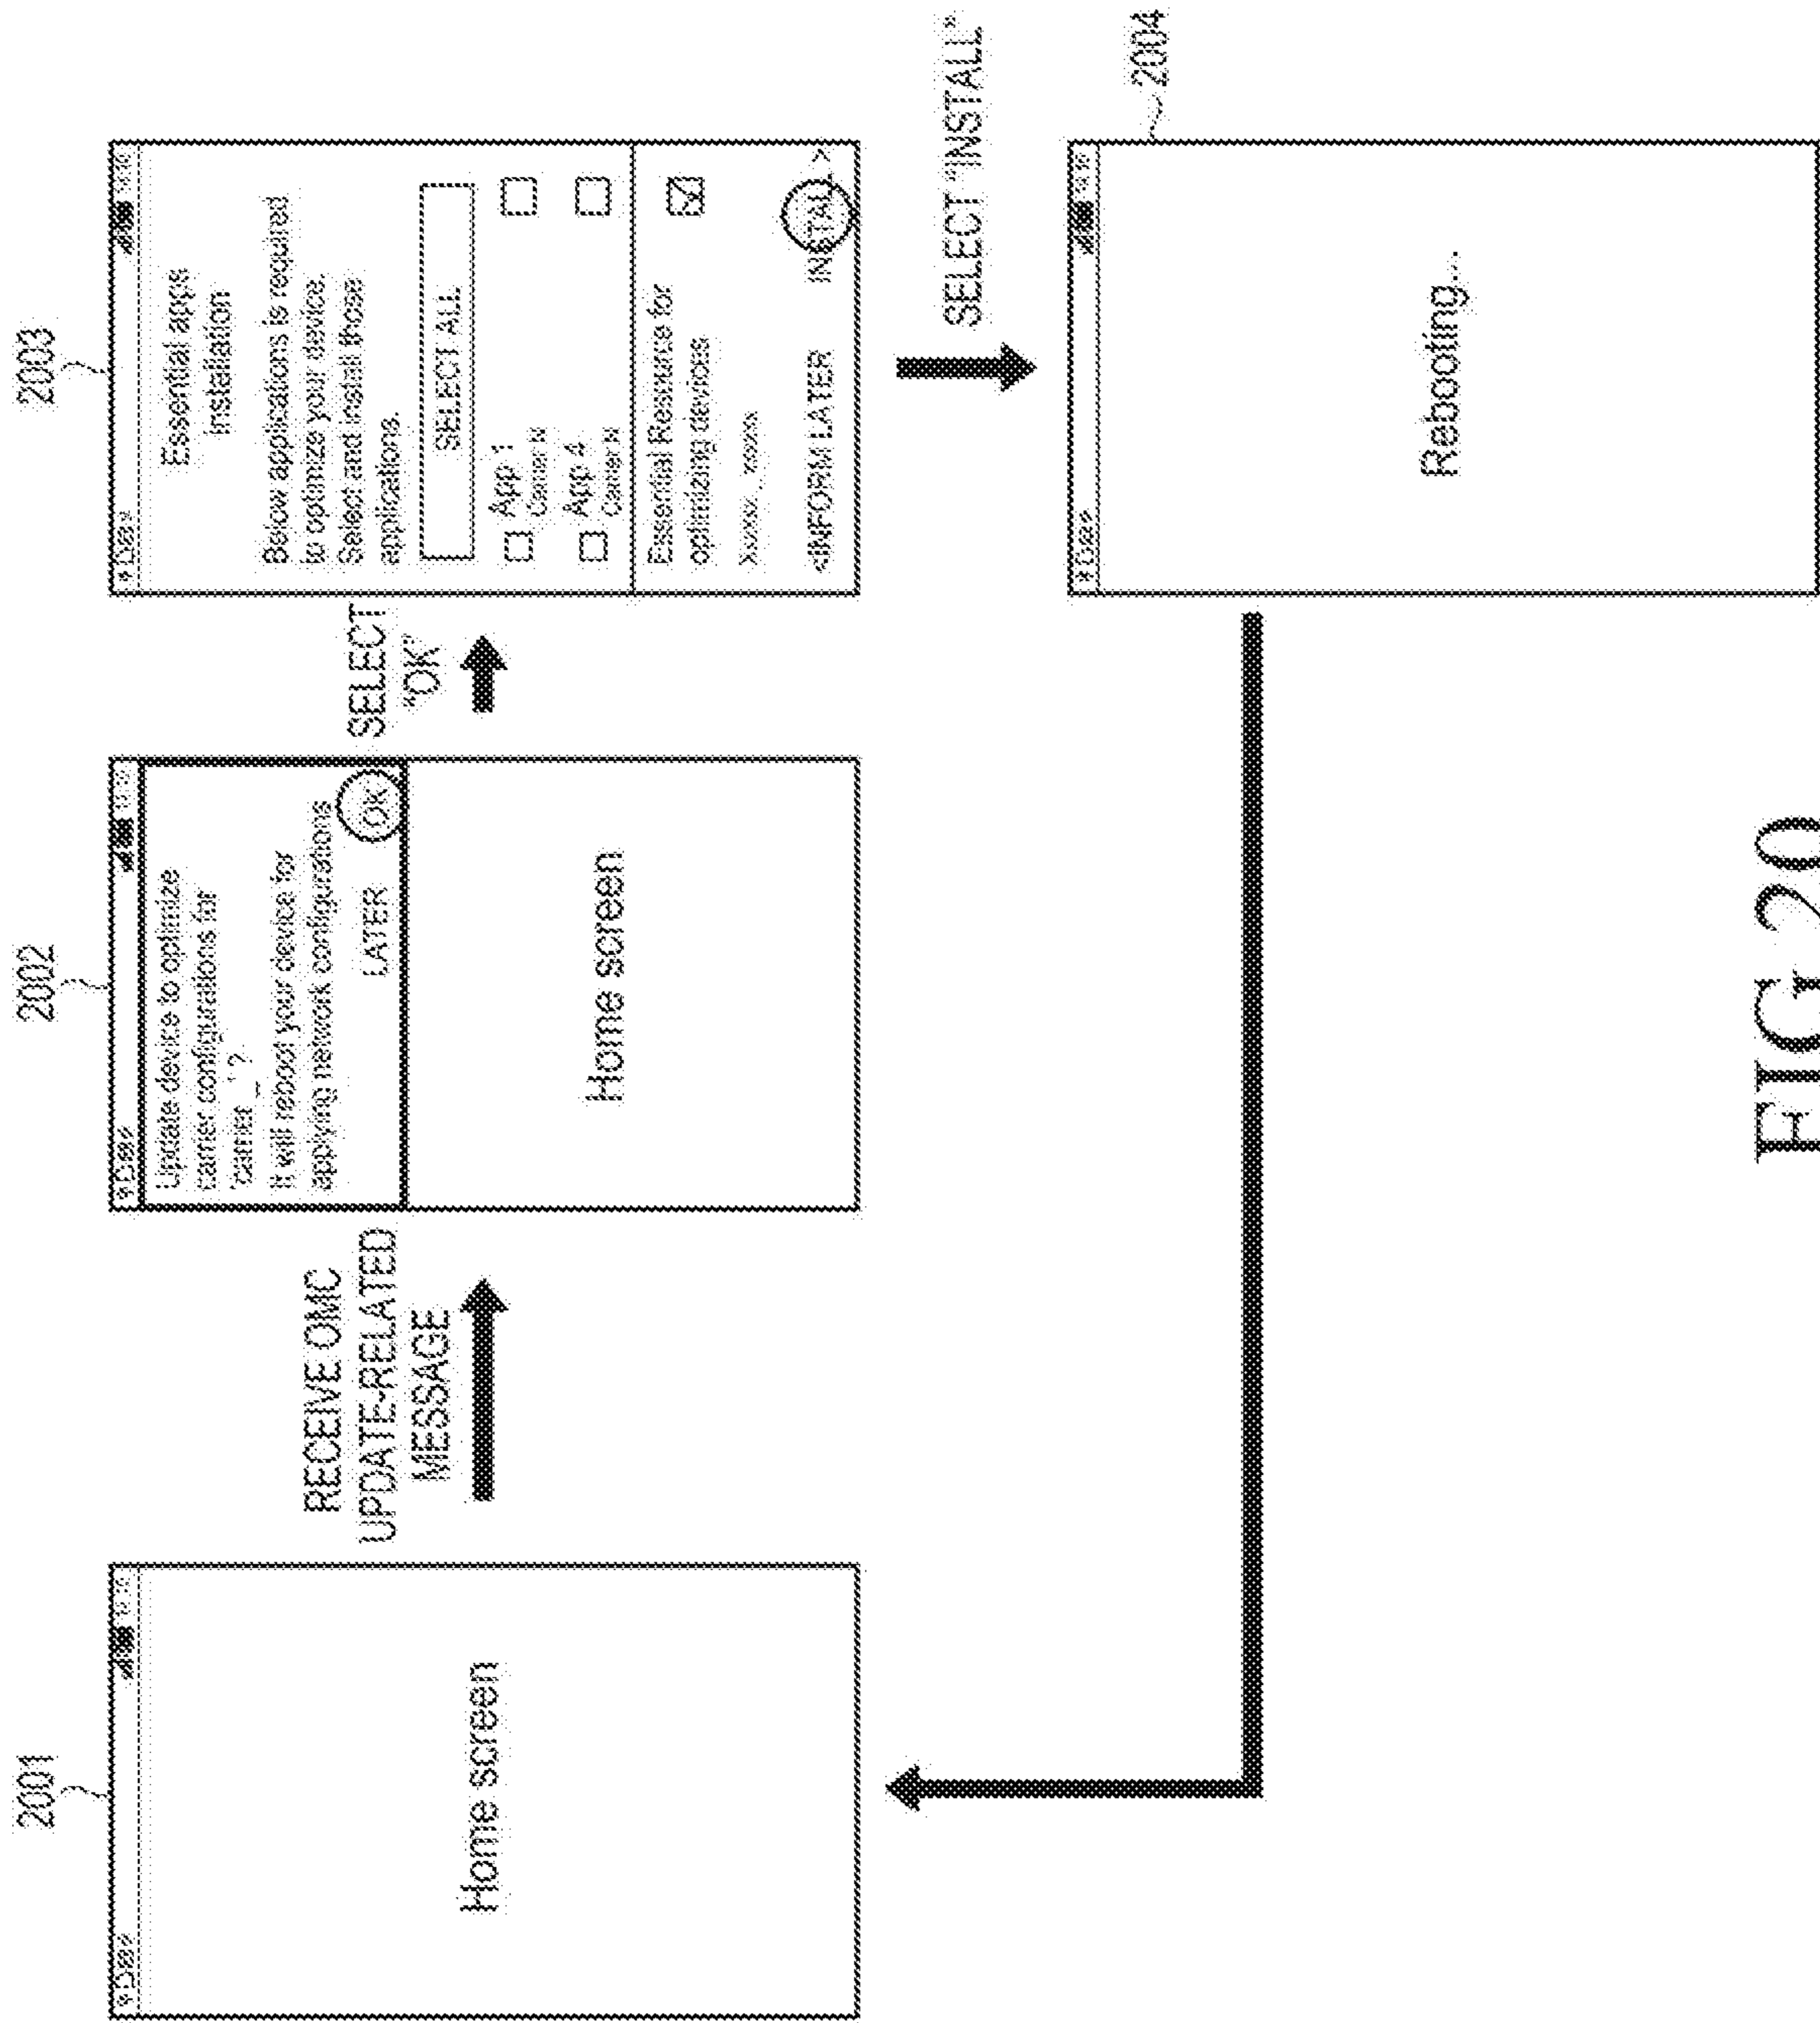 2001
Home screen
RECEIVE OMC
UPDATE-RELATED
MESSAGE
2002
Update device to optimize
carrier configurations for
'carrier _ ' ?
It will reboot your device for
applying network configurations
LATER
OK
Home screen
SELECT
"OK"
2003
Essential apps
installation
Below applications is required
to optimize your device.
Select and install those
applications.
SELECT ALL
App 1
Carrier N
App 4
Carrier N
Essential Resource for
optimizing devices
<INFORM LATER
INSTALL >
SELECT "INSTALL"
2004
Rebooting...
FIG 20